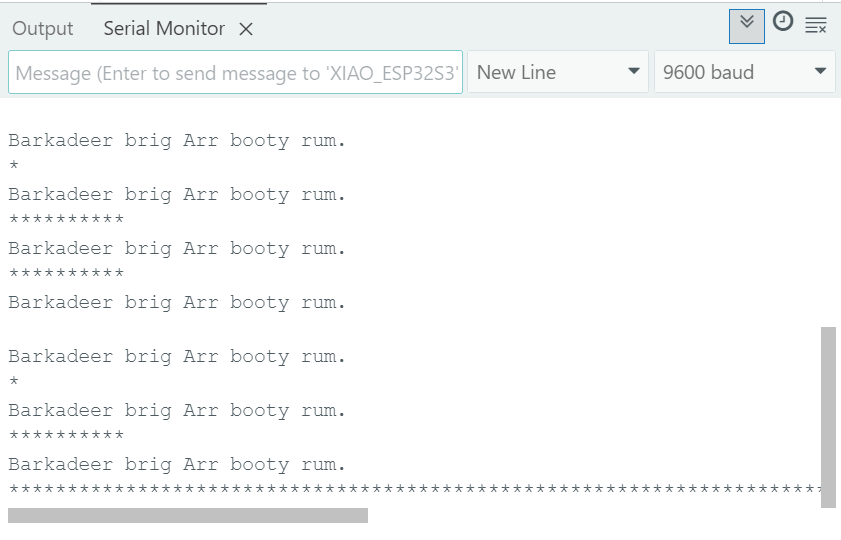 Output Serial Monitor
Message (Enter to send message to 'XIAO_ESP32S3' New Line 9600 baud
Barkadeer brig Arr booty rum.
*
Barkadeer brig Arr booty rum.
**********
Barkadeer brig Arr booty rum.
**********
Barkadeer brig Arr booty rum.
Barkadeer brig Arr booty rum.
*
Barkadeer brig Arr booty rum.
**********
Barkadeer brig Arr booty rum.
**********************************************************************